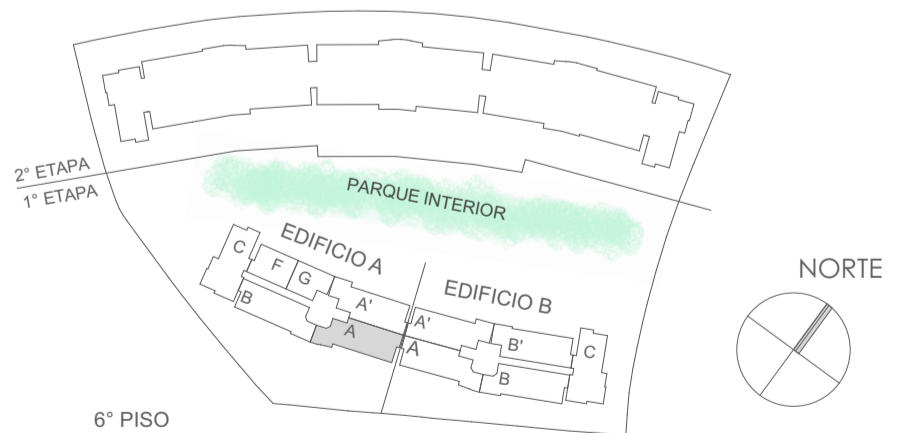 2° ETAPA
1° ETAPA
PARQUE INTERIOR
EDIFICIO A
EDIFICIO B
NORTE
C
F
G
B
A'
A
A'
A
B'
B
C
6° PISO